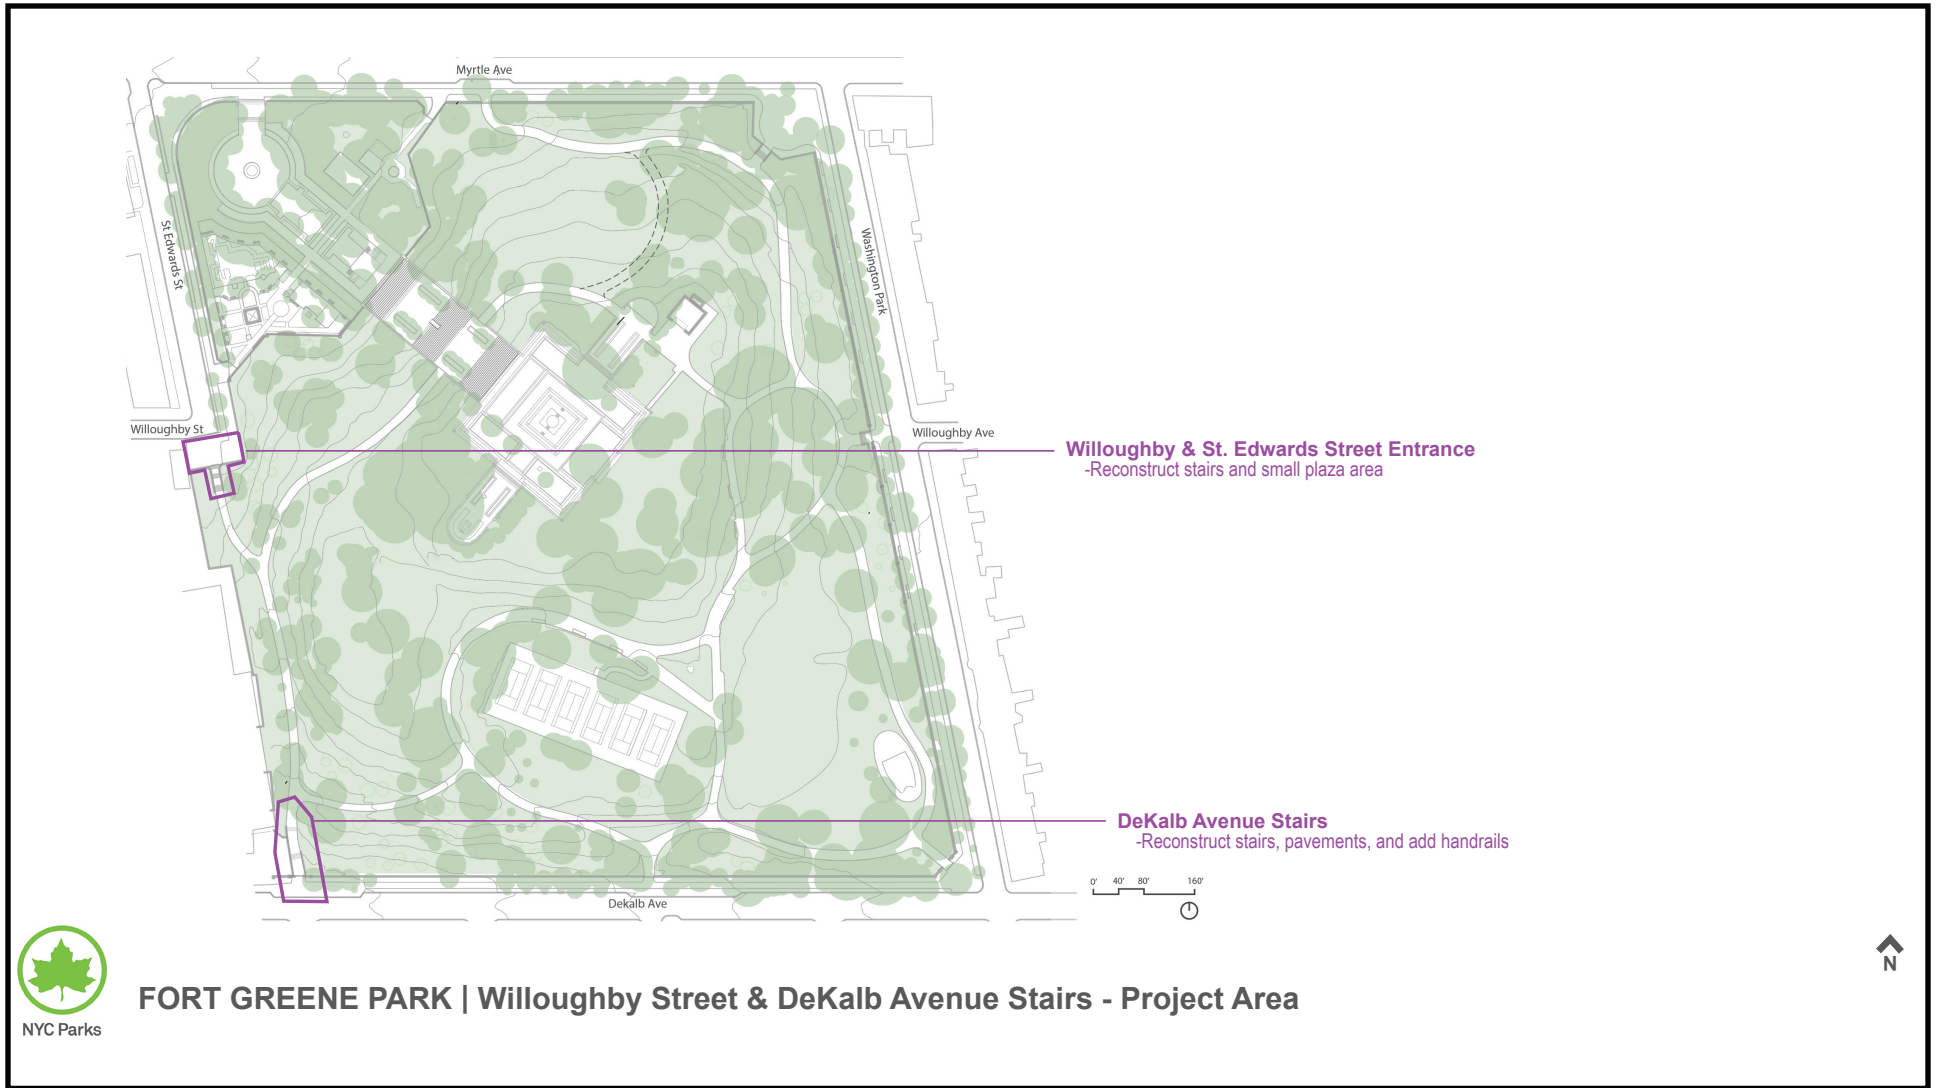 Myrtle Ave
St Edwards St
Washington Park
Willoughby St
Willoughby Ave
Willoughby & St. Edwards Street Entrance
-Reconstruct stairs and small plaza area
DeKalb Avenue Stairs
-Reconstruct stairs, pavements, and add handrails
0' 40' 80' 160'
Dekalb Ave
N
FORT GREENE PARK | Willoughby Street & DeKalb Avenue Stairs - Project Area
NYC Parks